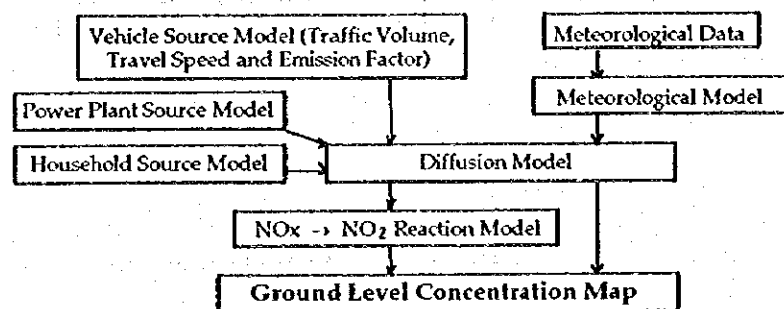 Vehicle Source Model (Traffic Volume,
Travel Speed and Emission Factor)
Meteorological Data
Meteorological Model
Power Plant Source Model
Household Source Model
Diffusion Model
NOx → NO2 Reaction Model
Ground Level Concentration Map